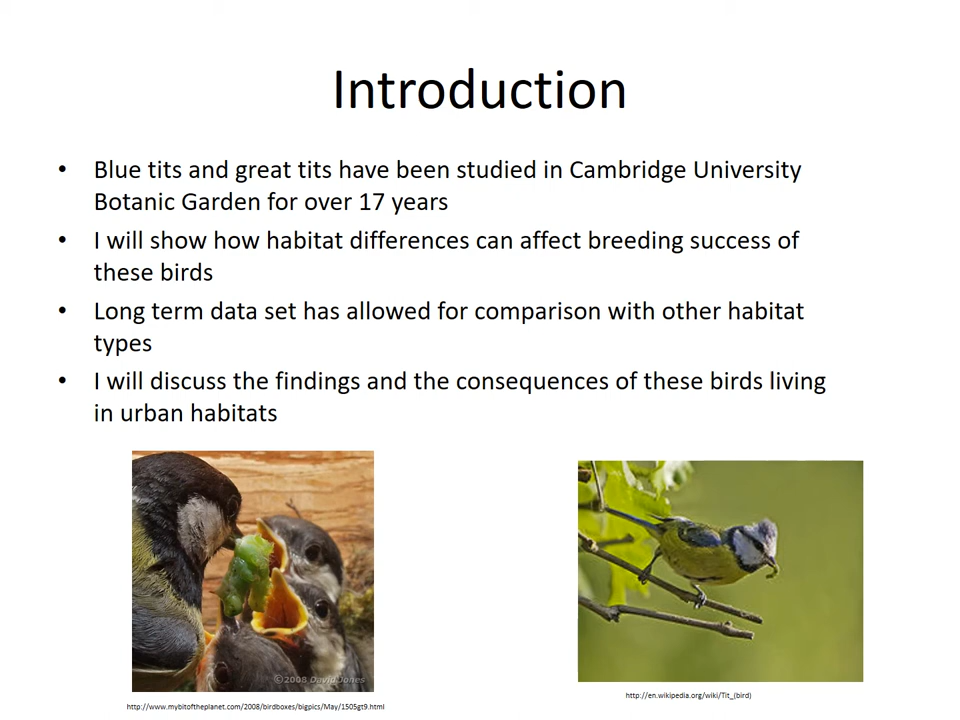 Introduction
• Blue tits and great tits have been studied in Cambridge University
Botanic Garden for over 17 years
• I will show how habitat differences can affect breeding success of
these birds
• Long term data set has allowed for comparison with other habitat
types
• I will discuss the findings and the consequences of these birds living
in urban habitats
©2008 David Jones
http://en.wikipedia.org/wiki/Tit_(bird)
http://www.mybitoftheplanet.com/2008/birdboxes/bigpics/May/1505gt9.html